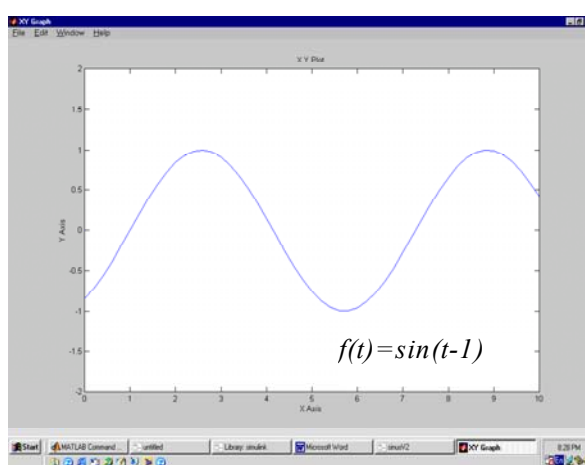 XY Graph
File Edit Window Help
X Y Plot
2
1.5
1
0.5
0
-0.5
-1
-1.5
-2
Y Axis
f(t)=sin(t-1)
0 1 2 3 4 5 6 7 8 9 10
X Axis
Start MATLAB Command ... untitled Library: simulink Microsoft Word XY Graph 8:28 PM